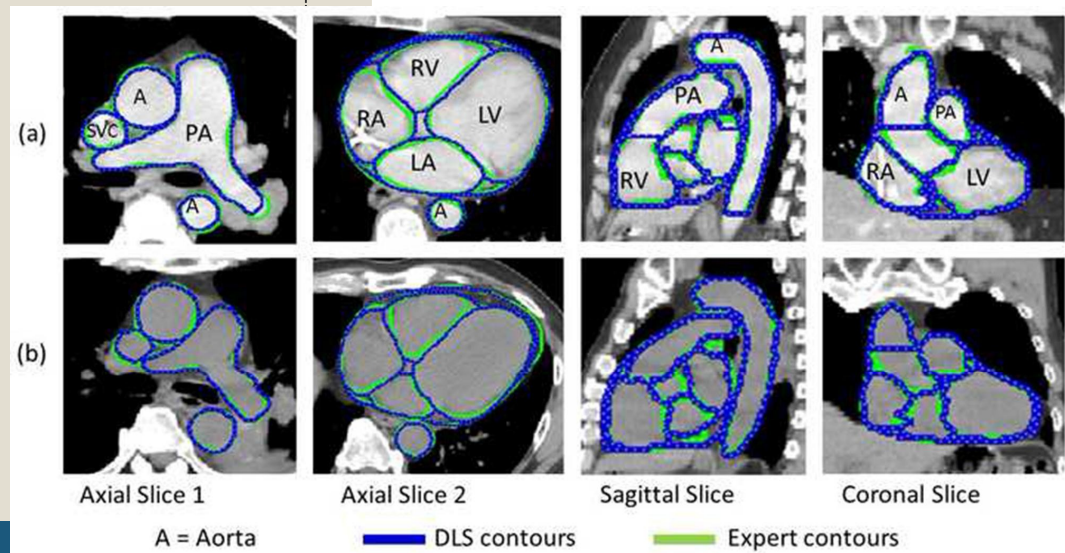 A
SVC
PA
A
RV
RA
LV
LA
A
A
PA
RV
A
PA
RA
LV
(a)
(b)
Axial Slice 1
Axial Slice 2
Sagittal Slice
Coronal Slice
A = Aorta
DLS contours
Expert contours